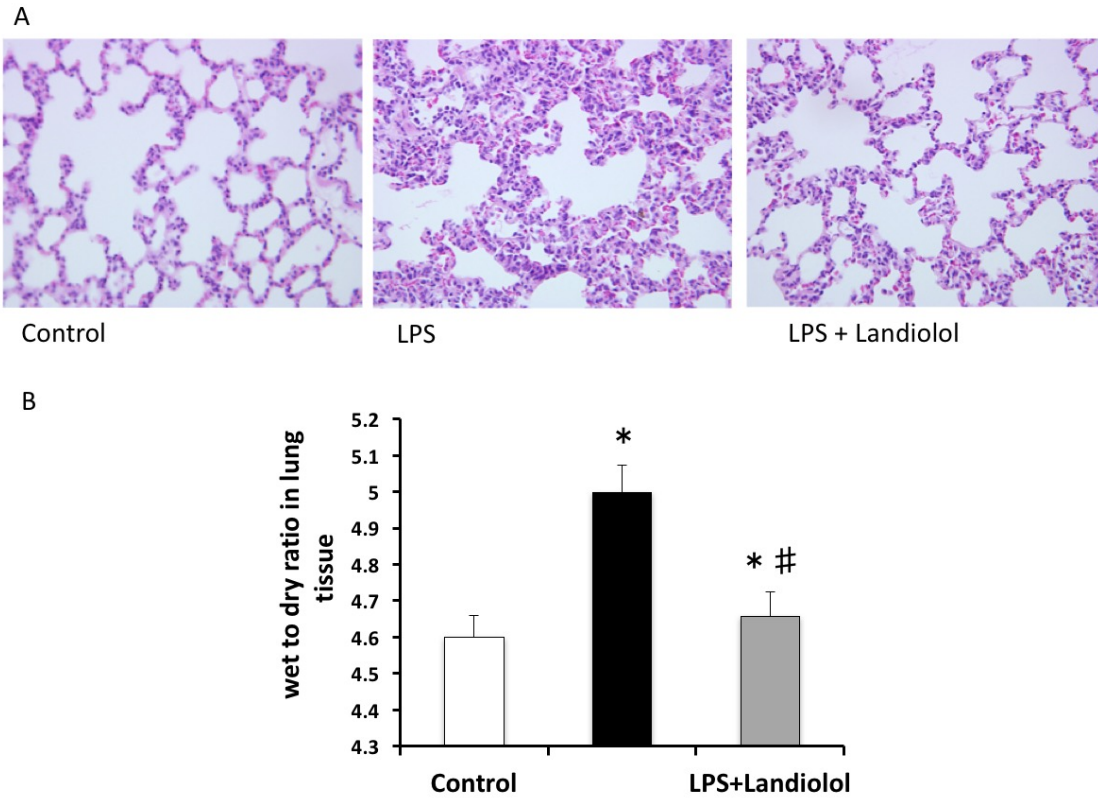 A
Control
LPS
LPS + Landiolol
B
wet to dry ratio in lung
tissue
5.2
5.1
5
4.9
4.8
4.7
4.6
4.5
4.4
4.3
*
* #
Control
LPS+Landiolol